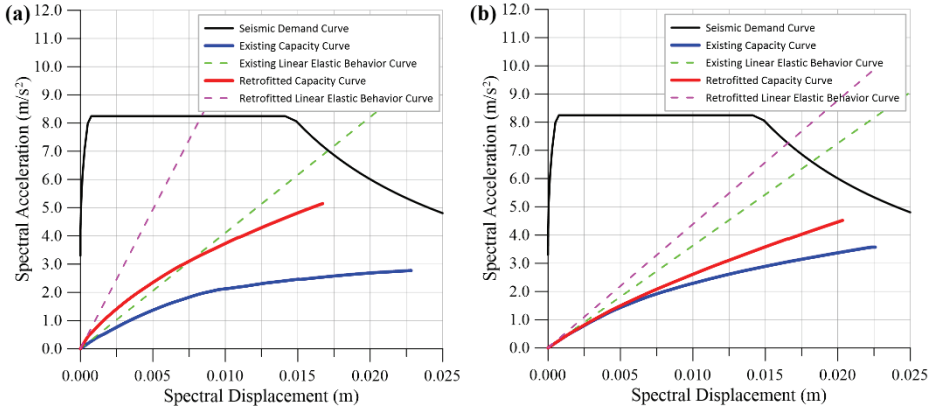 (a)
Seismic Demand Curve
Existing Capacity Curve
Existing Linear Elastic Behavior Curve
Retrofitted Capacity Curve
Retrofitted Linear Elastic Behavior Curve
12.0
11.0
10.0
9.0
8.0
7.0
6.0
5.0
4.0
3.0
2.0
1.0
0.0
Spectral Acceleration (m/s²)
0.000 0.005 0.010 0.015 0.020 0.025
Spectral Displacement (m)
(b)
Seismic Demand Curve
Existing Capacity Curve
Existing Linear Elastic Behavior Curve
Retrofitted Capacity Curve
Retrofitted Linear Elastic Behavior Curve
12.0
11.0
10.0
9.0
8.0
7.0
6.0
5.0
4.0
3.0
2.0
1.0
0.0
Spectral Acceleration (m/s²)
0.000 0.005 0.010 0.015 0.020 0.025
Spectral Displacement (m)